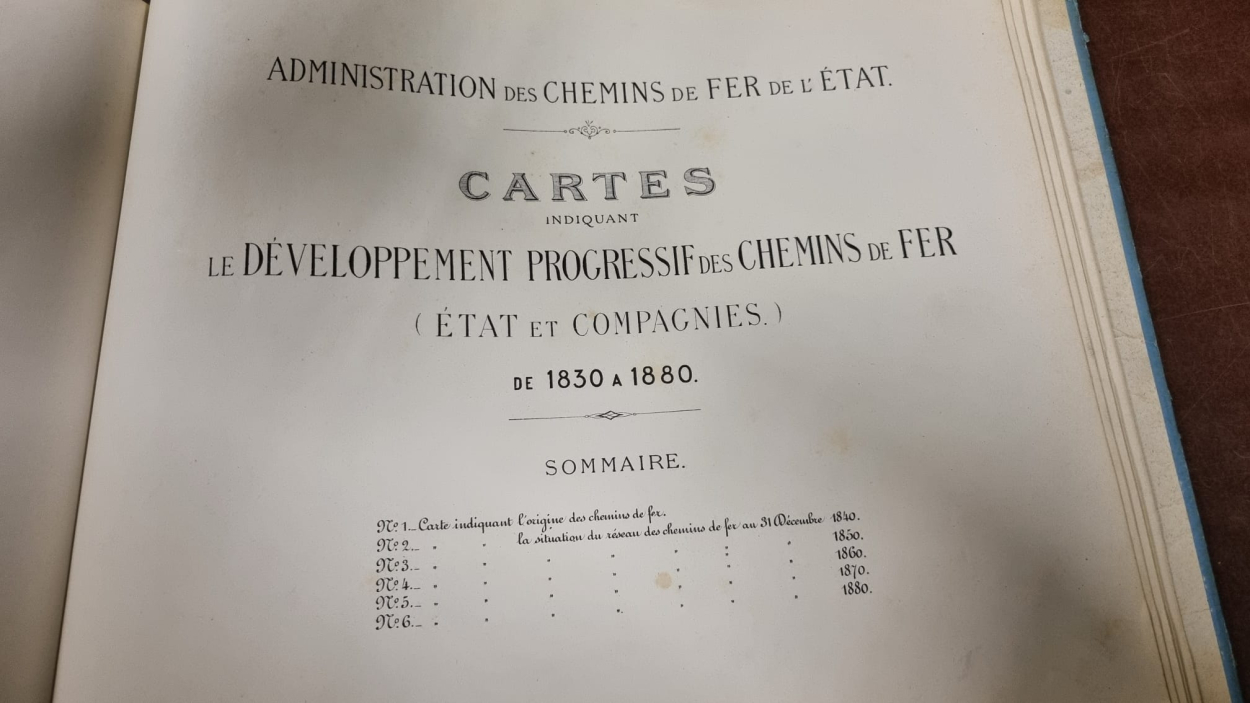 ADMINISTRATION DES CHEMINS DE FER DE L'ÉTAT.
CARTES
INDIQUANT
LE DÉVELOPPEMENT PROGRESSIF DES CHEMINS DE FER
( ÉTAT ET COMPAGNIES. )
DE 1830 A 1880.
SOMMAIRE.
No. 1._ Carte indiquant l'origine des chemins de fer.
No. 2._ " " la situation du réseau des chemins de fer au 31 Décembre 1840.
No. 3._ " " " " " " " 1850.
No. 4._ " " " " " " " 1860.
No. 5._ " " " " " " " 1870.
No. 6._ " " " " " " " 1880.